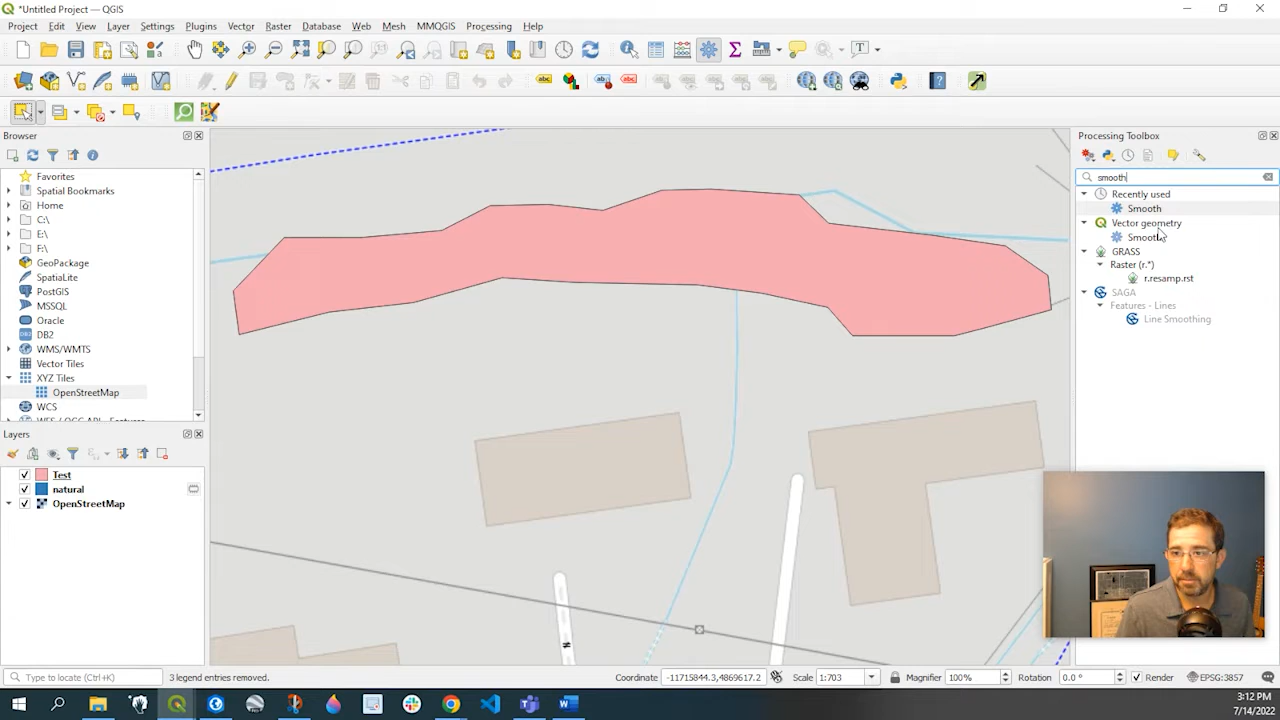 *Untitled Project — QGIS
Project Edit View Layer Settings Plugins Vector Raster Database Web Mesh MMQGIS Processing Help
Browser
Favorites
Spatial Bookmarks
Home
C:\
E:\
F:\
GeoPackage
SpatiaLite
PostGIS
MSSQL
Oracle
DB2
WMS/WMTS
Vector Tiles
XYZ Tiles
OpenStreetMap
WCS
Layers
Test
natural
OpenStreetMap
Processing Toolbox
smooth
Recently used
Smooth
Vector geometry
Smooth
GRASS
Raster (r.*)
r.resamp.rst
SAGA
Features - Lines
Line Smoothing
Type to locate (Ctrl+K)
3 legend entries removed.
Coordinate -11715844.3,4869617.2
Scale 1:703
Magnifier 100%
Rotation 0.0 °
Render
EPSG:3857
3:12 PM
7/14/2022